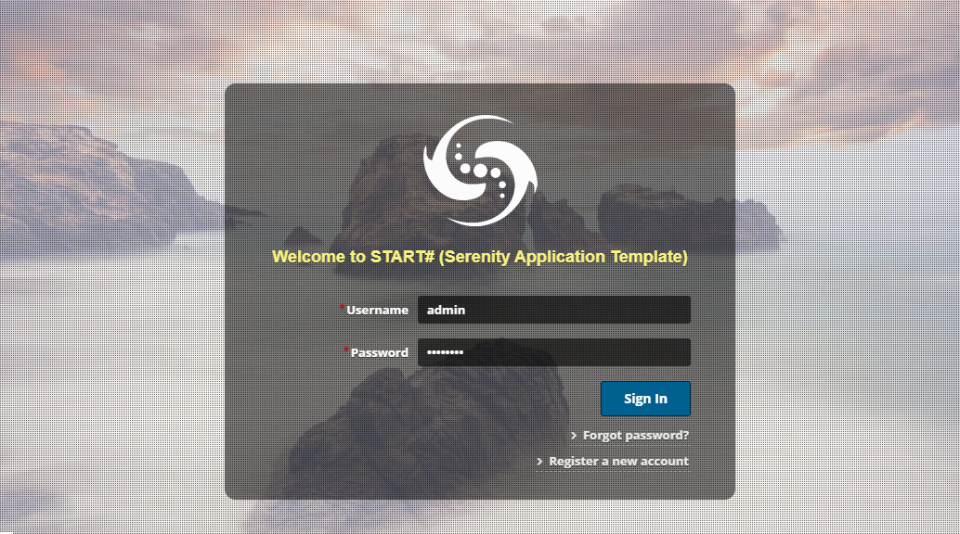 Welcome to START# (Serenity Application Template)
*Username admin
*Password ••••••••
Sign In
> Forgot password?
> Register a new account